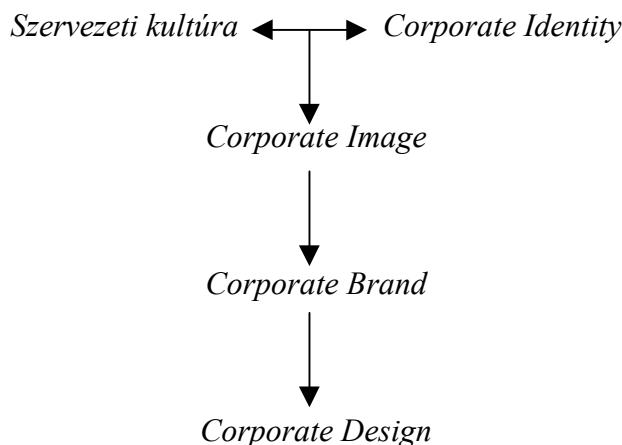 Szervezeti kultúra Corporate Identity
Corporate Image
Corporate Brand
Corporate Design